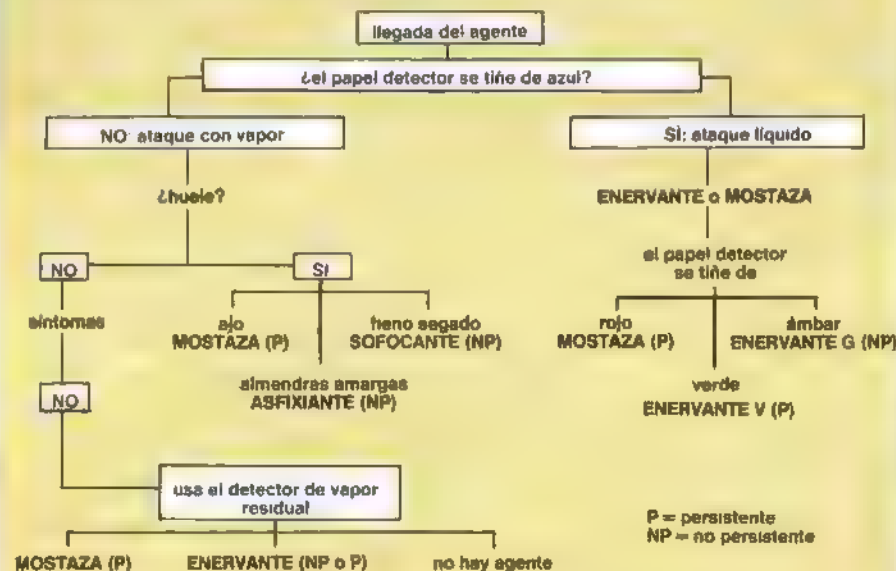 llegada del agente
¿el papel detector se tiñe de azul?
NO: ataque con vapor
SÌ: ataque líquido
¿huele?
ENERVANTE o MOSTAZA
el papel detector
se tiñe de
NO
SI
síntomas
ajo
MOSTAZA (P)
heno segado
SOFOCANTE (NP)
almendras amargas
ASFIXIANTE (NP)
rojo
MOSTAZA (P)
ámbar
ENERVANTE G (NP)
verde
ENERVANTE V (P)
NO
usa el detector de vapor
residual
MOSTAZA (P)
ENERVANTE (NP o P)
no hay agente
P = persistente
NP = no persistente